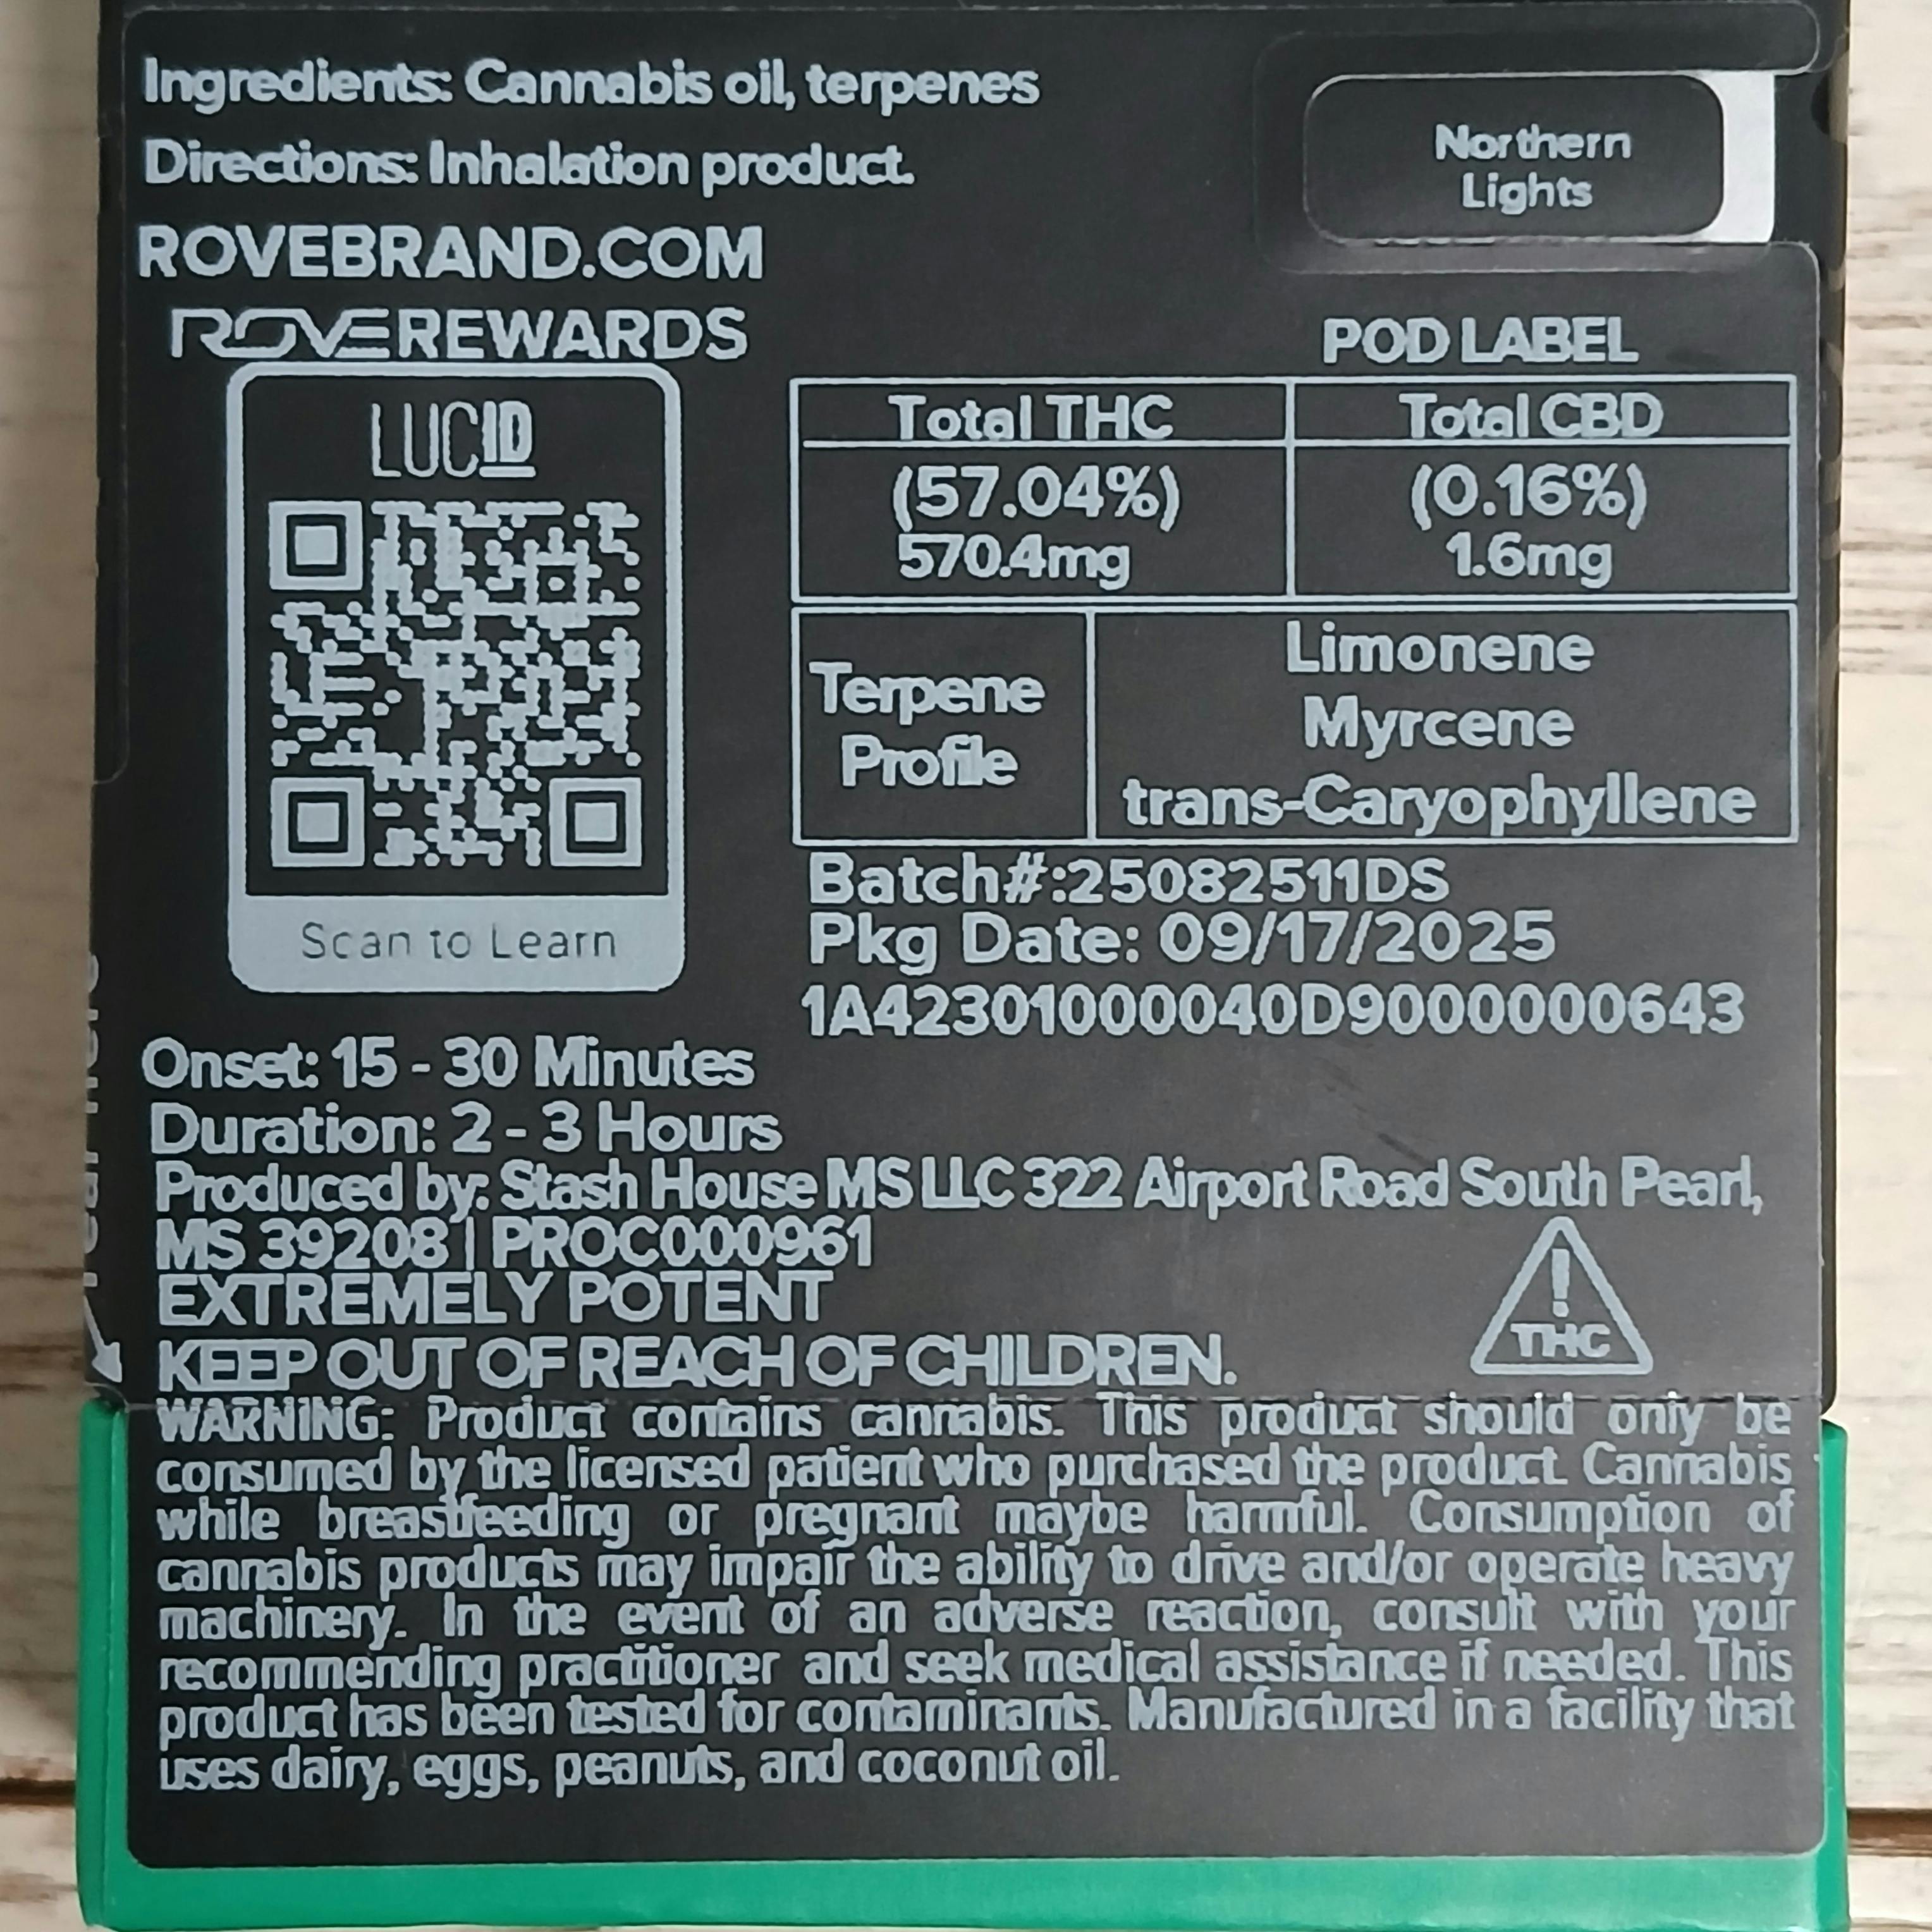 Ingredients: Cannabis oil, terpenes
Directions: Inhalation product.
Northern
Lights
ROVEBRAND.COM
ROVE REWARDS
LUCID
Scan to Learn
POD LABEL
Total THC
Total CBD
(57.04%)
(0.16%)
570.4mg
1.6mg
Terpene
Profile
Limonene
Myrcene
trans-Caryophyllene
Batch#:25082511DS
Pkg Date: 09/17/2025
1A42301000040D9000000643
Onset: 15 - 30 Minutes
Duration: 2 - 3 Hours
Produced by: Stash House MS LLC 322 Airport Road South Pearl,
MS 39208 | PROC000961
EXTREMELY POTENT
KEEP OUT OF REACH OF CHILDREN.
THC
WARNING: Product contains cannabis. This product should only be
consumed by the licensed patient who purchased the product. Cannabis
while breastfeeding or pregnant maybe harmful. Consumption of
cannabis products may impair the ability to drive and/or operate heavy
machinery. In the event of an adverse reaction, consult with your
recommending practitioner and seek medical assistance if needed. This
product has been tested for contaminants. Manufactured in a facility that
uses dairy, eggs, peanuts, and coconut oil.